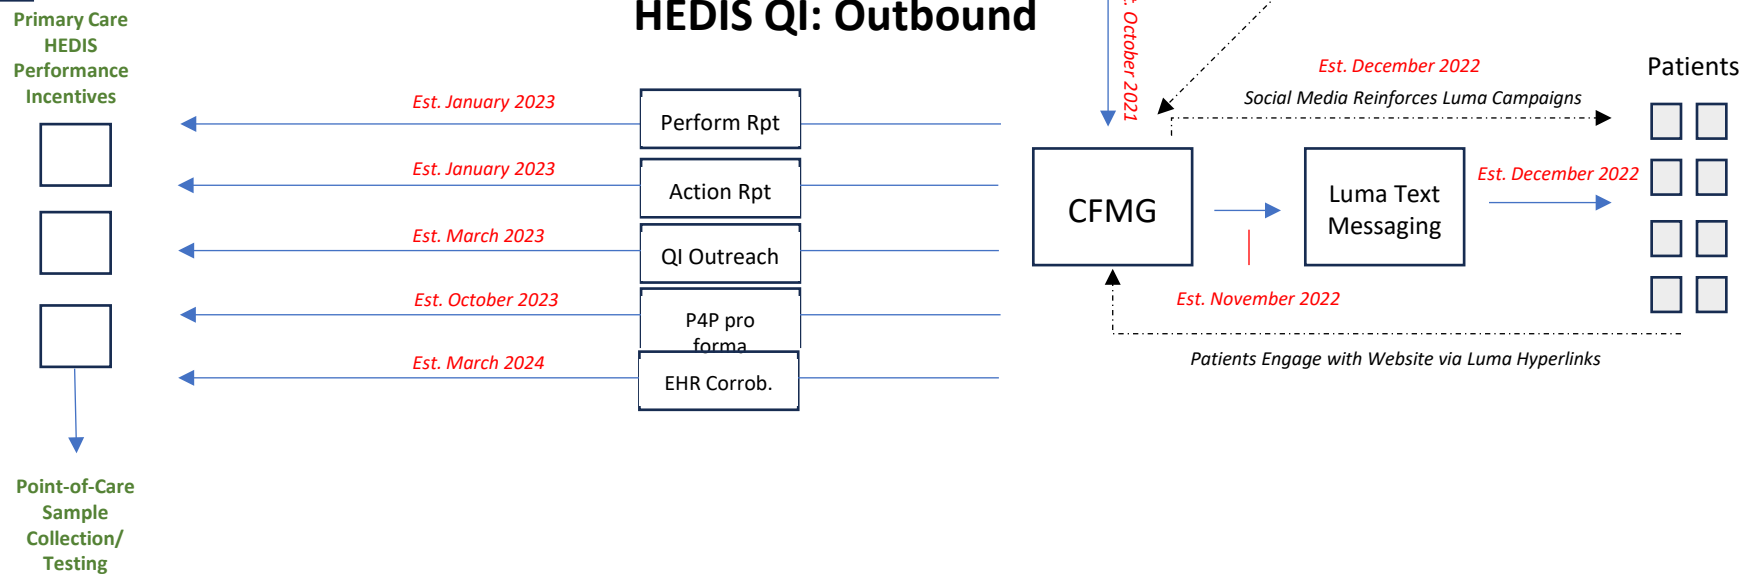 HEDIS QI: Outbound
Primary Care
HEDIS
Performance
Incentives
Est. January 2023
Perform Rpt
Est. January 2023
Action Rpt
Est. March 2023
QI Outreach
Est. October 2023
P4P pro
forma
Est. March 2024
EHR Corrob.
Point-of-Care
Sample
Collection/
Testing
October 2021
CFMG
Est. November 2022
Luma Text
Messaging
Est. December 2022
Social Media Reinforces Luma Campaigns
Est. December 2022
Patients
Patients Engage with Website via Luma Hyperlinks